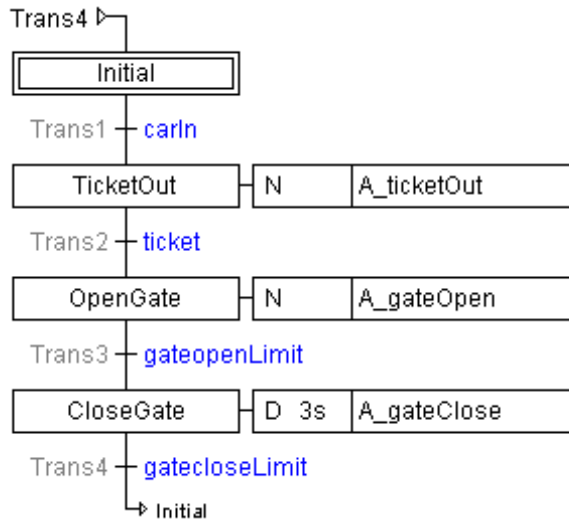 Trans4
Initial
Trans1 carIn
TicketOut N A_ticketOut
Trans2 ticket
OpenGate N A_gateOpen
Trans3 gateopenLimit
CloseGate D 3s A_gateClose
Trans4 gatecloseLimit
Initial